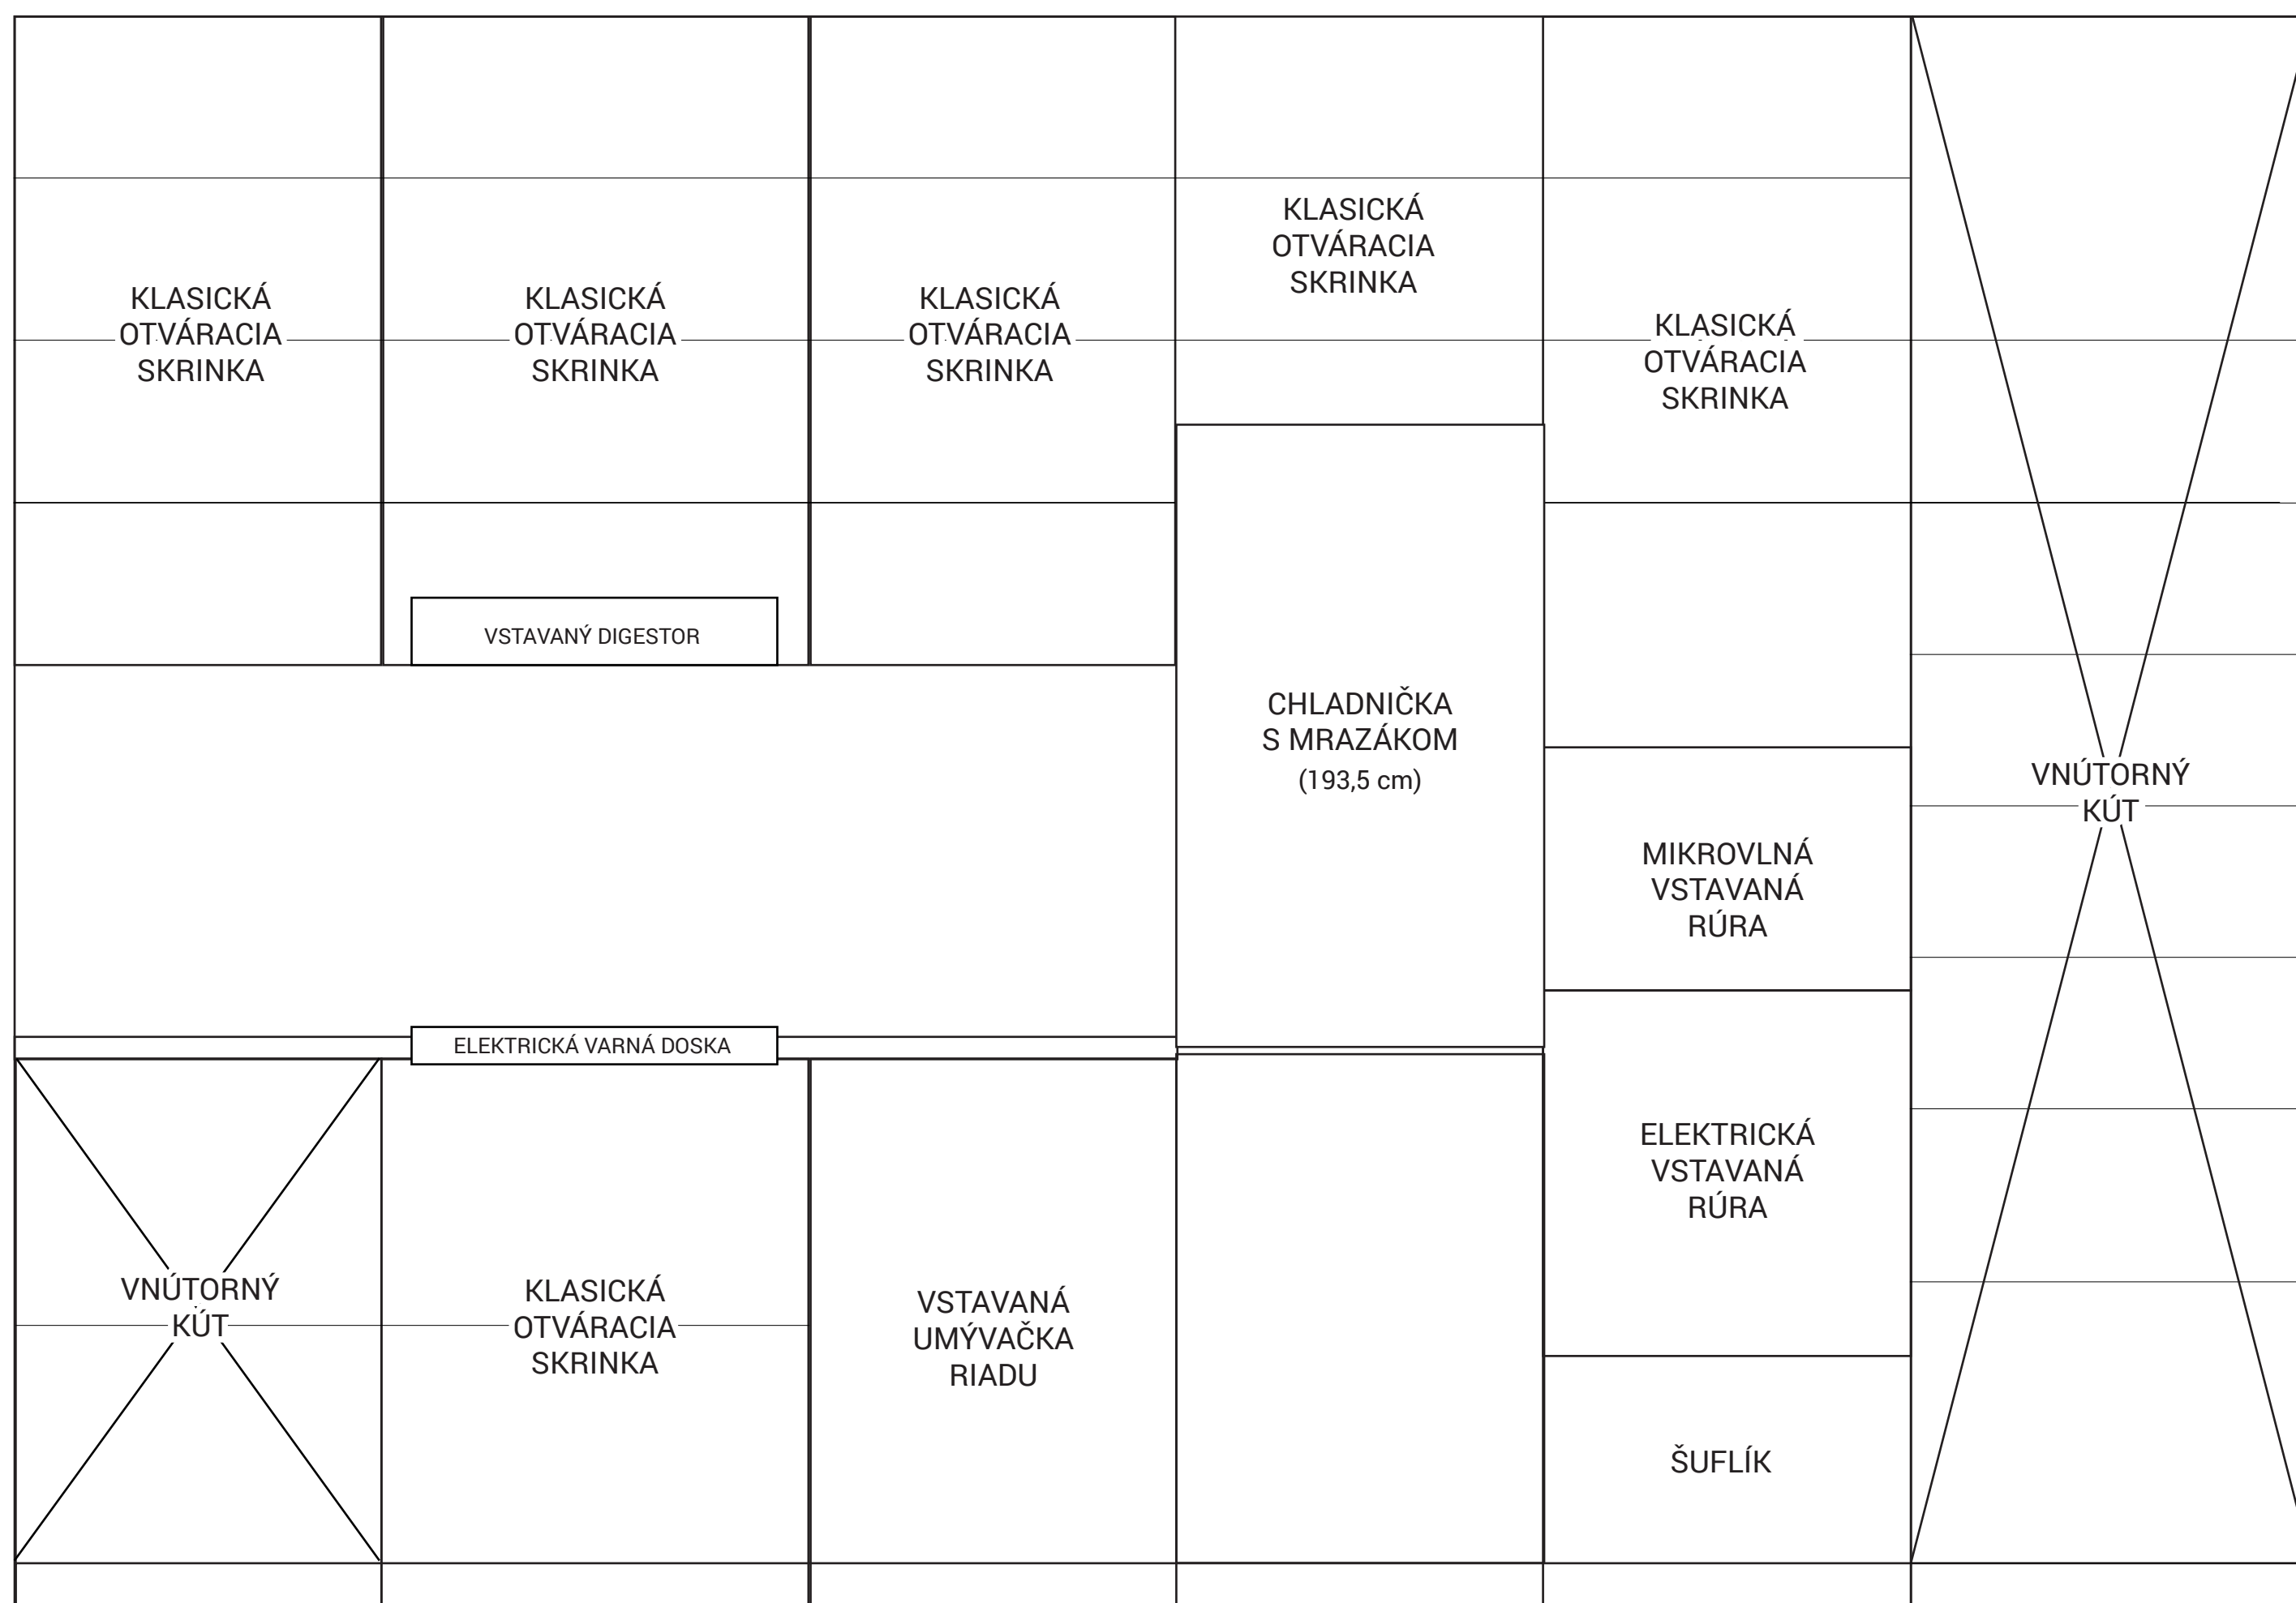 KLASICKÁ
OTVÁRACIA
SKRINKA
KLASICKÁ
OTVÁRACIA
SKRINKA
KLASICKÁ
OTVÁRACIA
SKRINKA
KLASICKÁ
OTVÁRACIA
SKRINKA
KLASICKÁ
OTVÁRACIA
SKRINKA
VSTAVANÝ DIGESTOR
CHLADNIČKA
S MRAZÁKOM
(193,5 cm)
VNÚTORNÝ
KÚT
MIKROVLNÁ
VSTAVANÁ
RÚRA
ELEKTRICKÁ VARNÁ DOSKA
ELEKTRICKÁ
VSTAVANÁ
RÚRA
VNÚTORNÝ
KÚT
KLASICKÁ
OTVÁRACIA
SKRINKA
VSTAVANÁ
UMÝVAČKA
RIADU
ŠUFLÍK